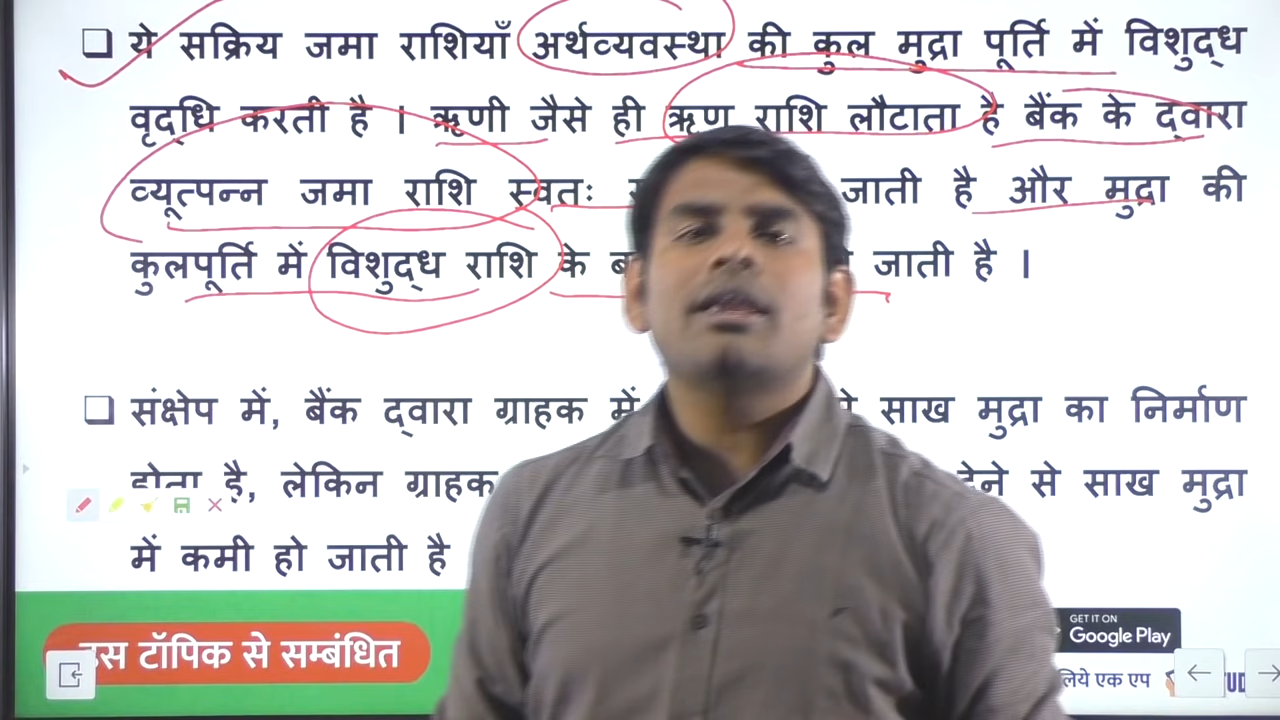 ये सक्रिय जमा राशियाँ अर्थव्यवस्था की कुल मुद्रा पूर्ति में विशुद्ध
वृद्धि करती है । ऋणी जैसे ही ऋण राशि लौटाता है बैंक के द्वारा
व्यूत्पन्न जमा राशि स्वतः जाती है और मुद्रा की
कुलपूर्ति में विशुद्ध राशि के जाती है ।
संक्षेप में, बैंक द्वारा ग्राहक में साख मुद्रा का निर्माण
होता है, लेकिन ग्राहक देने से साख मुद्रा
में कमी हो जाती है
इस टॉपिक से सम्बंधित
GET IT ON
Google Play
लिये एक एप